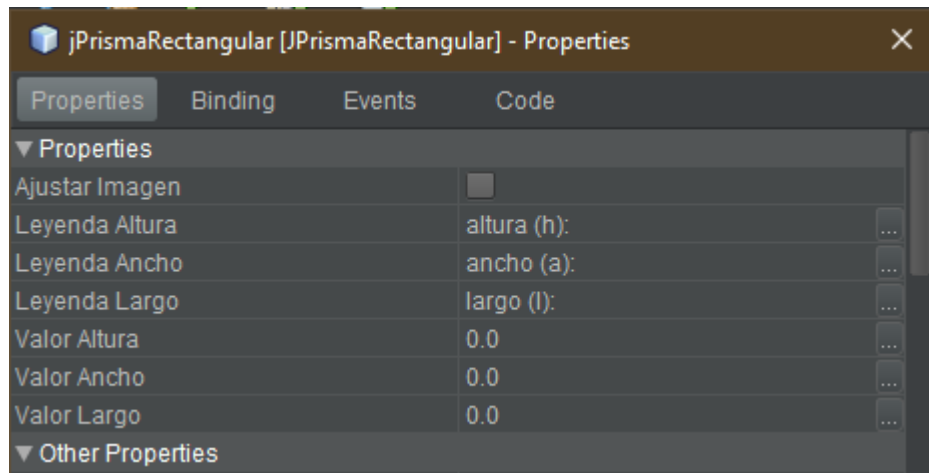 jPrismaRectangular [JPrismaRectangular] - Properties
Properties Binding Events Code
Properties
Ajustar Imagen
Leyenda Altura altura (h): ...
Leyenda Ancho ancho (a): ...
Leyenda Largo largo (l): ...
Valor Altura 0.0 ...
Valor Ancho 0.0 ...
Valor Largo 0.0 ...
Other Properties